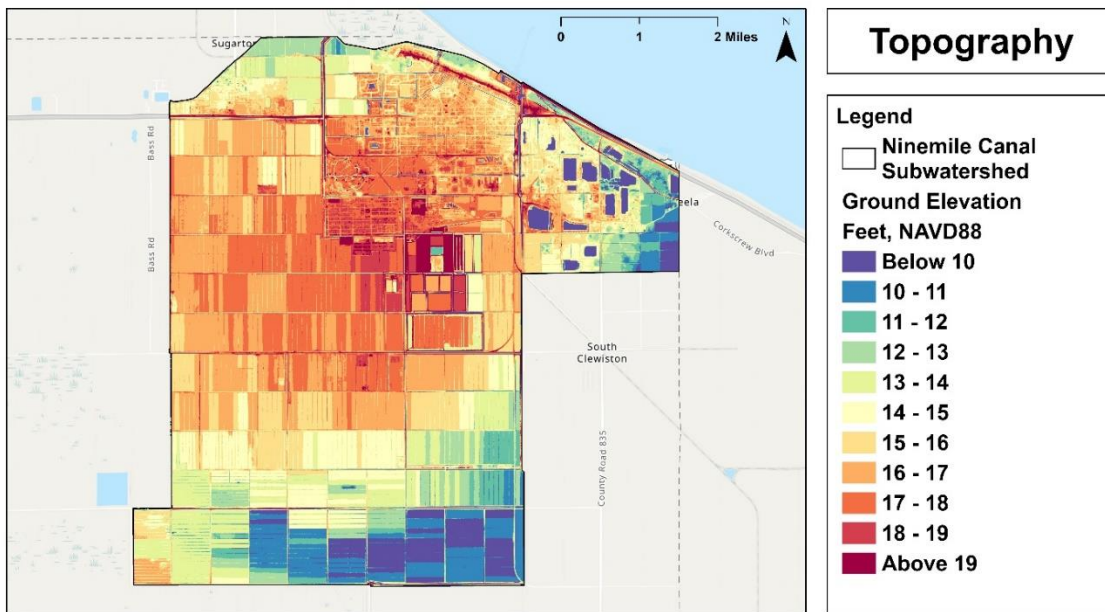 Sugarto
N
0 1 2 Miles
Bass Rd
Bass Rd
eela
Corkscrew Blvd
South
Clewiston
County Road 835
Topography
Legend
Ninemile Canal
Subwatershed
Ground Elevation
Feet, NAVD88
Below 10
10 - 11
11 - 12
12 - 13
13 - 14
14 - 15
15 - 16
16 - 17
17 - 18
18 - 19
Above 19